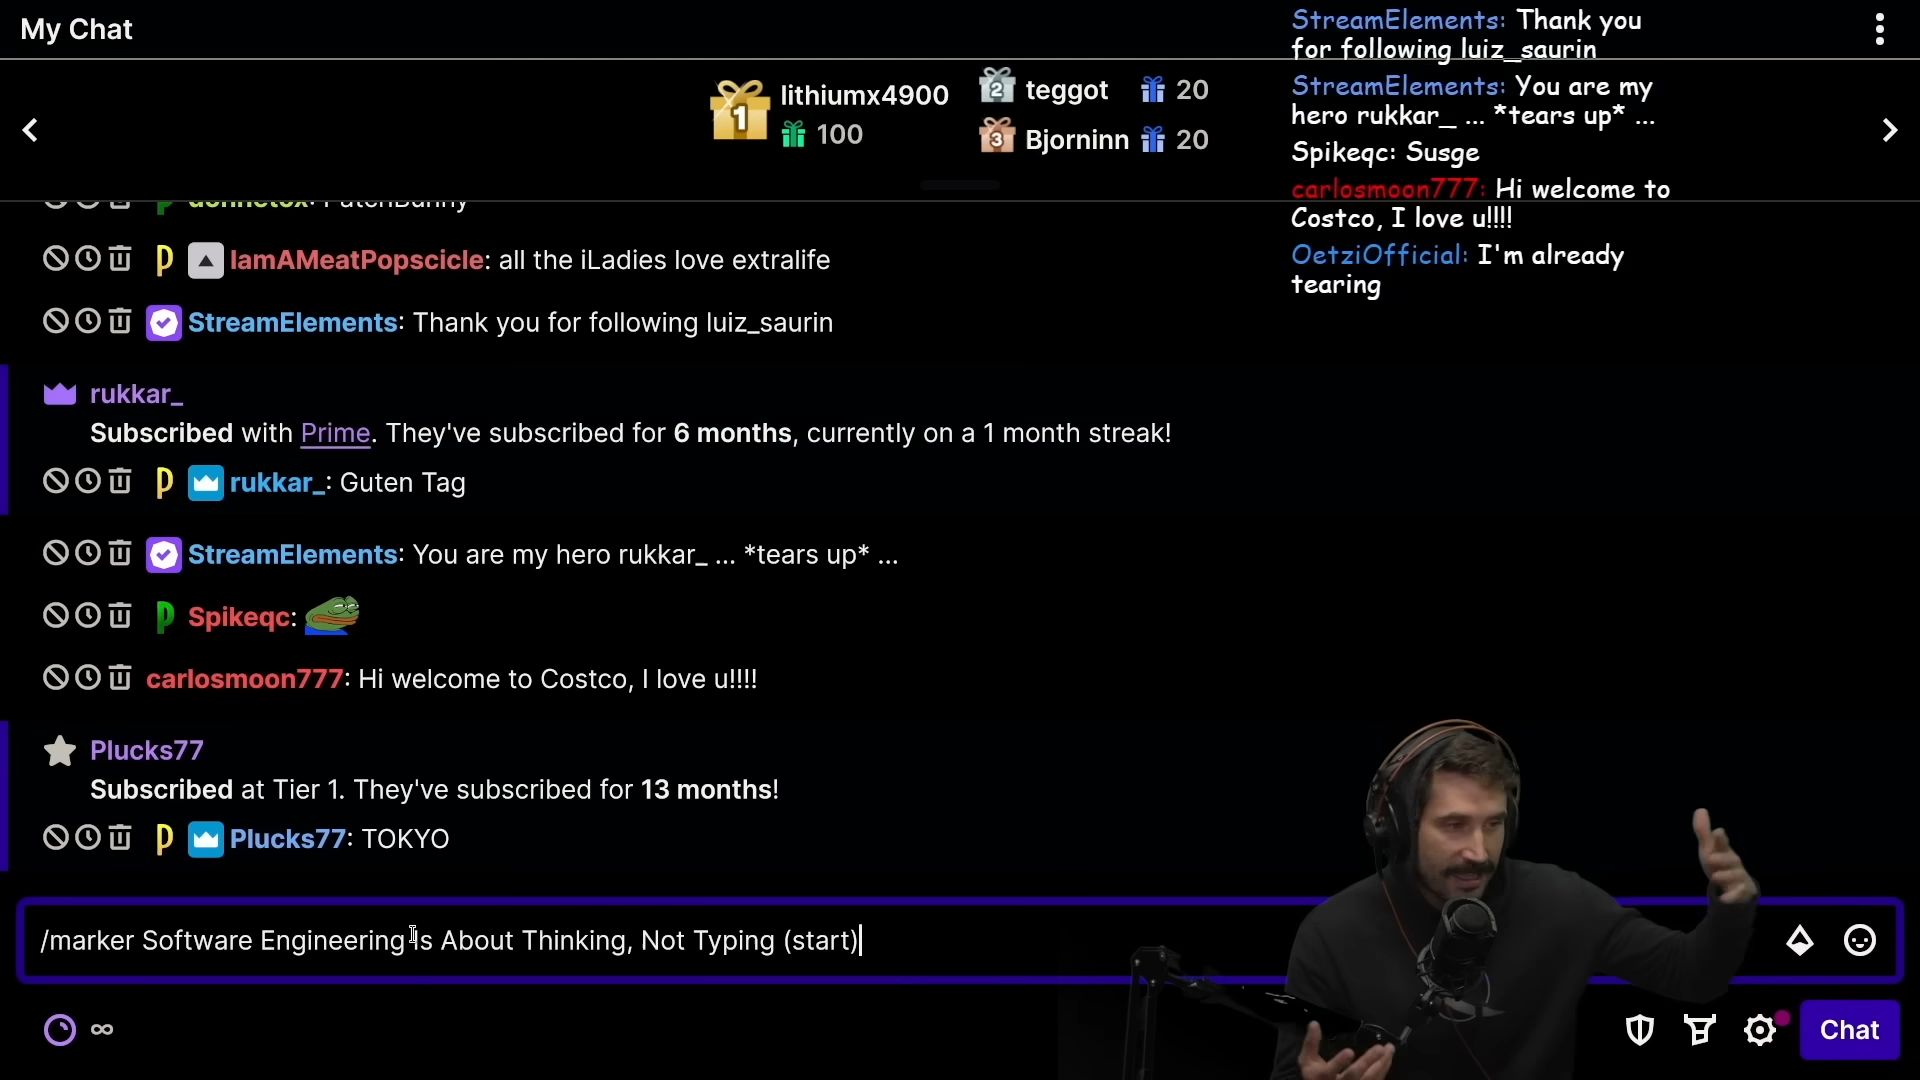 My Chat
lithiumx4900
100
teggot
20
Bjorninn
20
1
2
3
StreamElements: Thank you
for following luiz_saurin
StreamElements: You are my
hero rukkar_ ... *tears up* ...
Spikeqc: Susge
carlosmoon777: Hi welcome to
Costco, I love u!!!!
OetziOfficial: I'm already
tearing
IamAMeatPopscicle: all the iLadies love extralife
StreamElements: Thank you for following luiz_saurin
rukkar_
Subscribed with Prime. They've subscribed for 6 months, currently on a 1 month streak!
rukkar_: Guten Tag
StreamElements: You are my hero rukkar_ ... *tears up* ...
Spikeqc:
carlosmoon777: Hi welcome to Costco, I love u!!!!
Plucks77
Subscribed at Tier 1. They've subscribed for 13 months!
Plucks77: TOKYO
/marker Software Engineering Is About Thinking, Not Typing (start)
∞
Chat